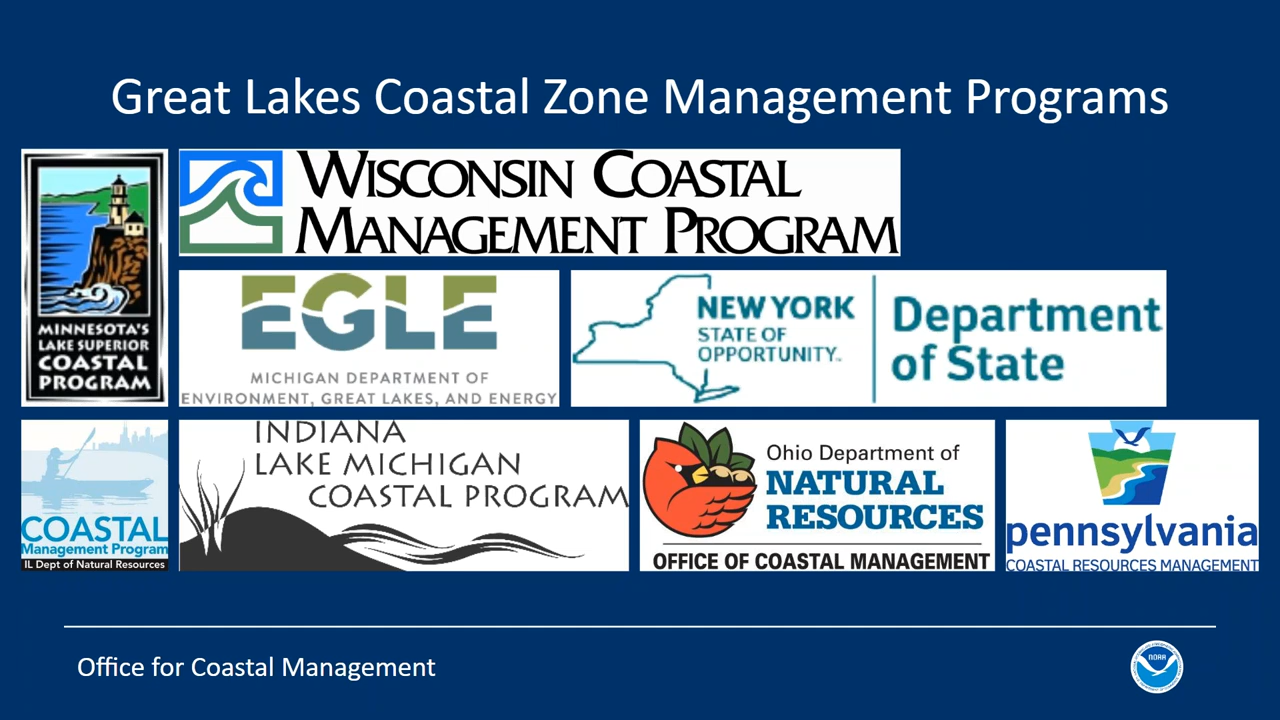 Great Lakes Coastal Zone Management Programs
MINNESOTA'S
LAKE SUPERIOR
COASTAL
PROGRAM
WISCONSIN COASTAL
MANAGEMENT PROGRAM
EGLE
MICHIGAN DEPARTMENT OF
ENVIRONMENT, GREAT LAKES, AND ENERGY
NEW YORK
STATE OF
OPPORTUNITY.
Department
of State
COASTAL
Management Program
IL Dept of Natural Resources
INDIANA
LAKE MICHIGAN
COASTAL PROGRAM
Ohio Department of
NATURAL
RESOURCES
OFFICE OF COASTAL MANAGEMENT
pennsylvania
COASTAL RESOURCES MANAGEMENT
Office for Coastal Management
NOAA